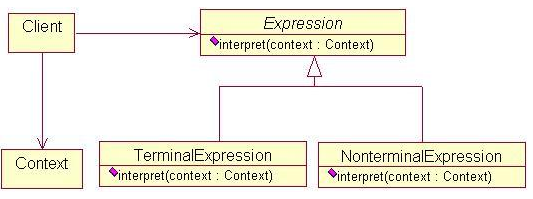 Client
Expression
interpret(context : Context)
Context
TerminalExpression
interpret(context : Context)
NonterminalExpression
interpret(context : Context)